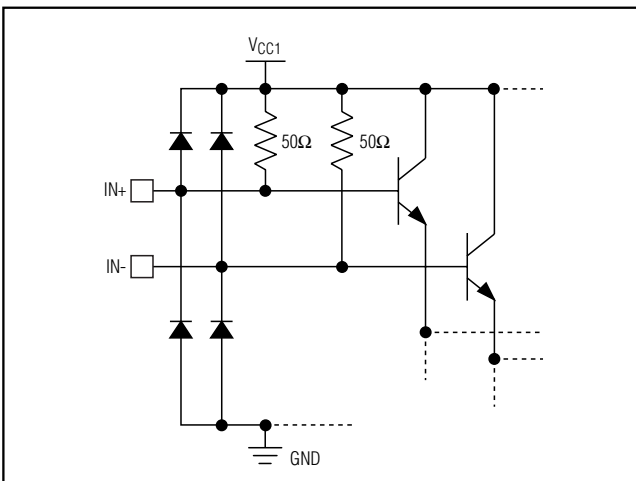 VCC1
50Ω 50Ω
IN+
IN-
GND